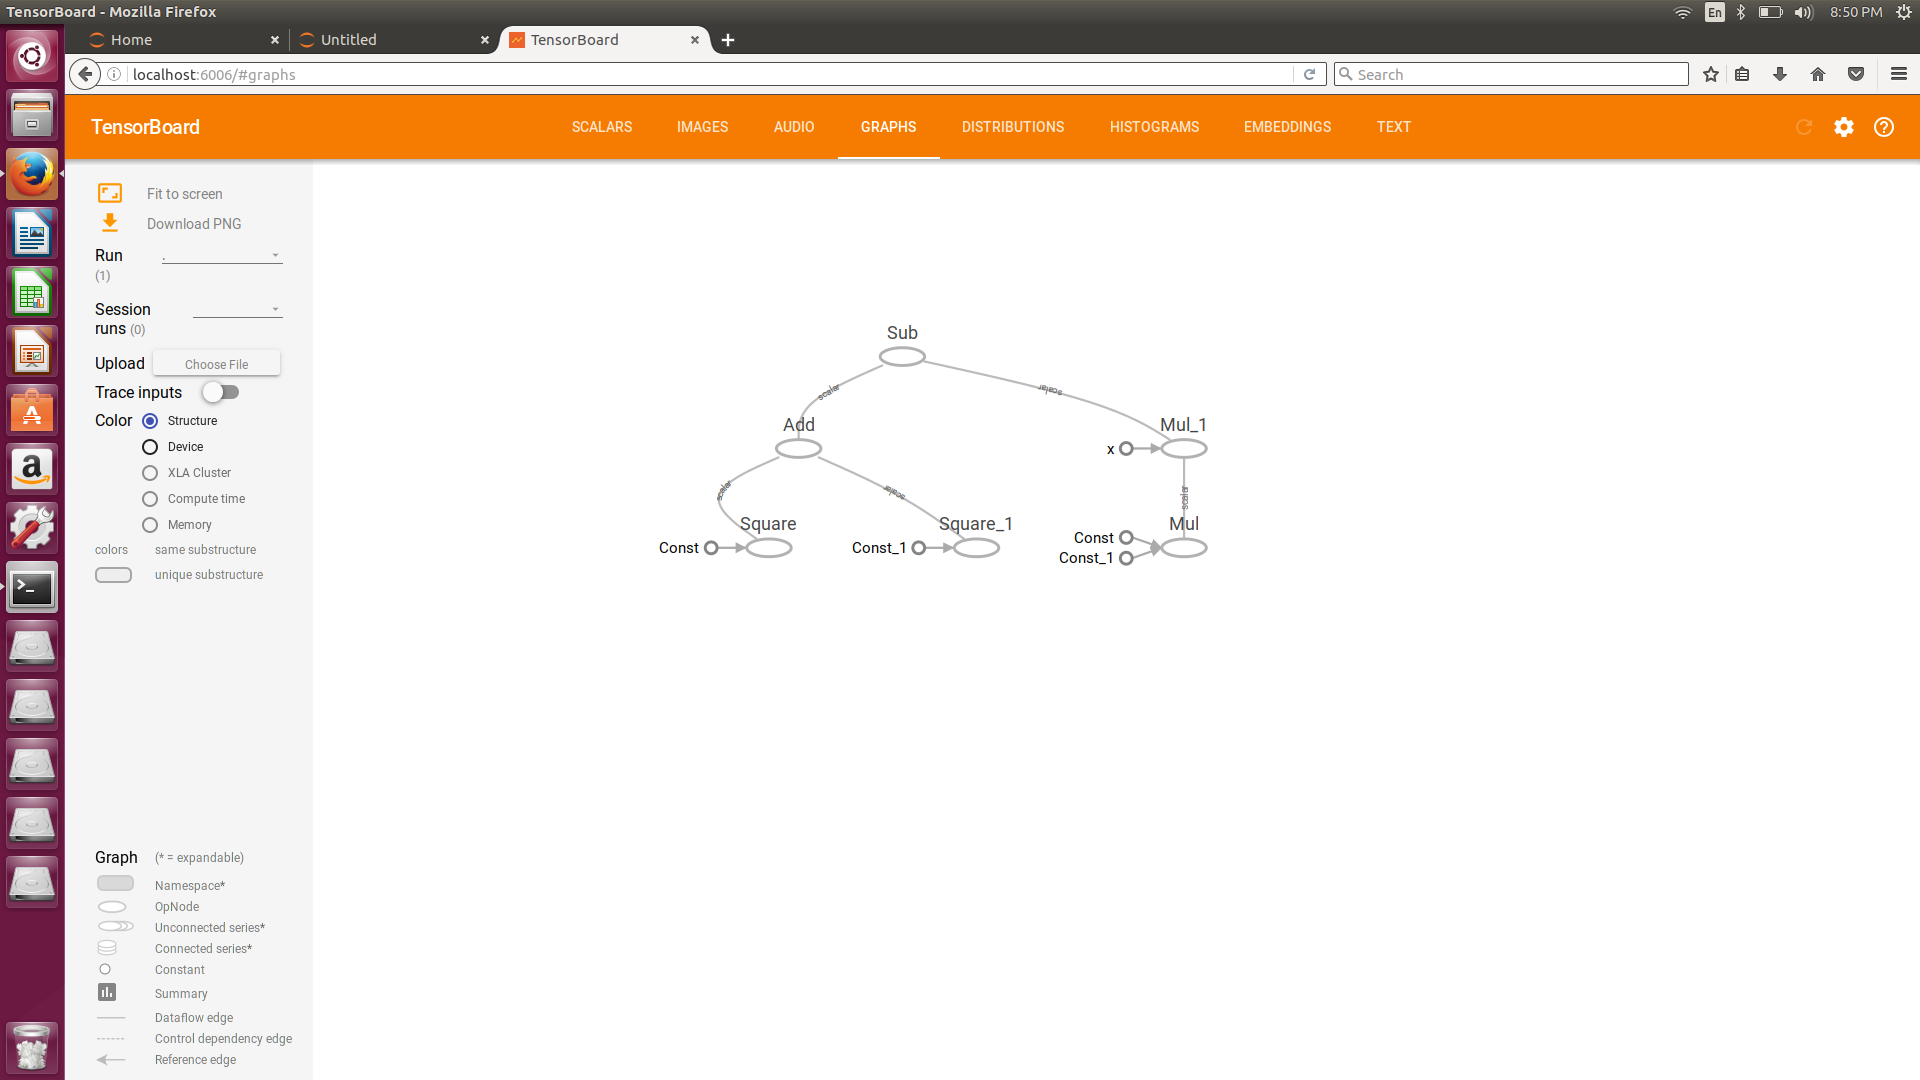 TensorBoard - Mozilla Firefox
En
8:50 PM
Home
Untitled
TensorBoard
localhost:6006/#graphs
Search
TensorBoard
SCALARS
IMAGES
AUDIO
GRAPHS
DISTRIBUTIONS
HISTOGRAMS
EMBEDDINGS
TEXT
Fit to screen
Download PNG
Run
(1)
.
Session
runs (0)
Upload
Choose File
Trace inputs
Color
Structure
Device
XLA Cluster
Compute time
Memory
colors
same substructure
unique substructure
Sub
scalar
scalar
Add
Mul_1
x
scalar
scalar
scalar
Square
Square_1
Mul
Const
Const_1
Const
Const_1
Graph
(* = expandable)
Namespace*
OpNode
Unconnected series*
Connected series*
Constant
Summary
Dataflow edge
Control dependency edge
Reference edge